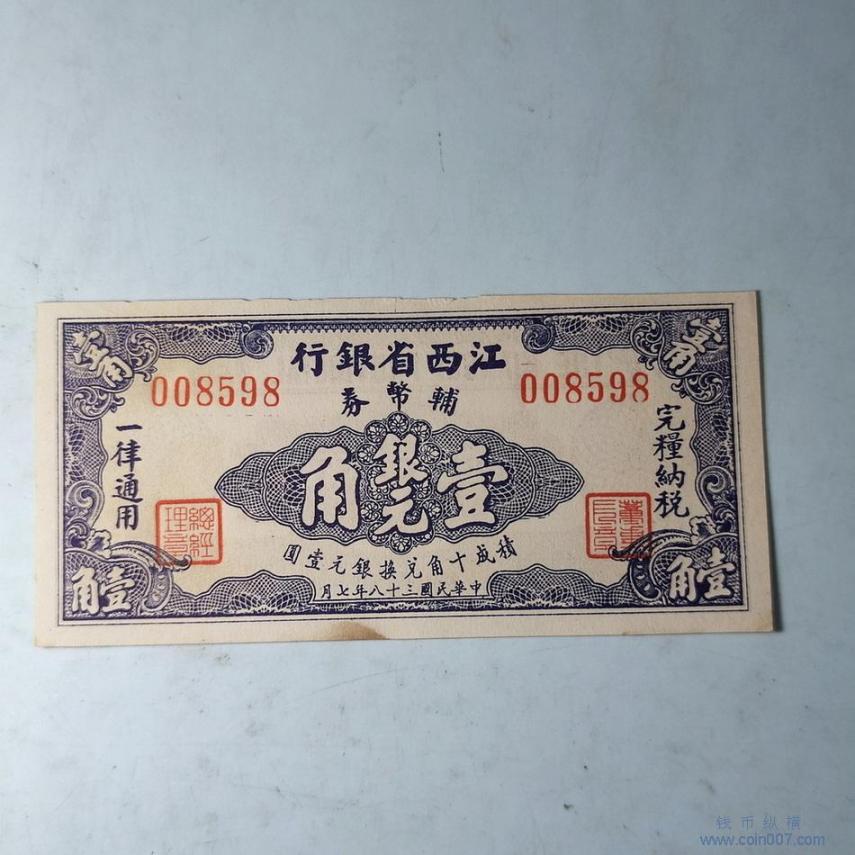 江西省銀行
輔幣券
008598
008598
壹角
壹角
完糧納税
一律通用
銀元
壹角
董事長章
總經理章
積成十角兑換銀元壹圓
中華民國三十八年七月
壹角
壹角
钱币纵横
www.coin007.com